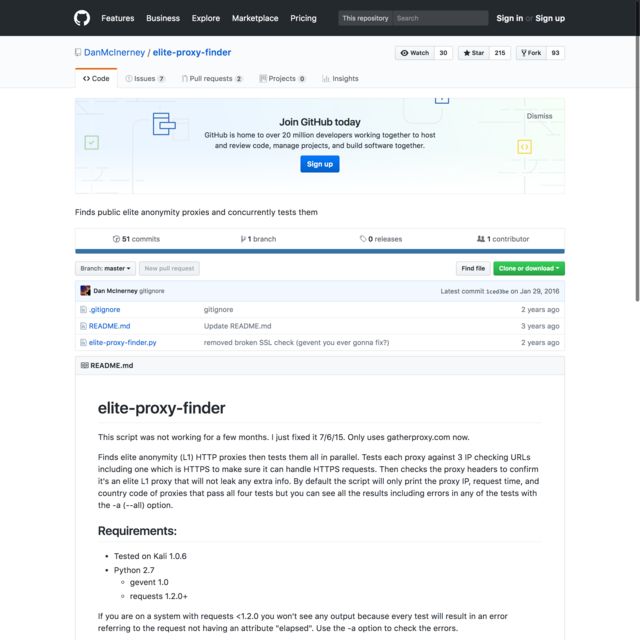 Features Business Explore Marketplace Pricing This repository Search Sign in or Sign up
DanMcInerney / elite-proxy-finder Watch 30 Star 215 Fork 93
Code Issues 7 Pull requests 2 Projects 0 Insights
Join GitHub today Dismiss
GitHub is home to over 20 million developers working together to host
and review code, manage projects, and build software together.
Sign up
Finds public elite anonymity proxies and concurrently tests them
51 commits 1 branch 0 releases 1 contributor
Branch: master New pull request Find file Clone or download
Dan McInerney gitignore Latest commit 1ced3be on Jan 29, 2016
.gitignore gitignore 2 years ago
README.md Update README.md 3 years ago
elite-proxy-finder.py removed broken SSL check (gevent you ever gonna fix?) 2 years ago
README.md
elite-proxy-finder
This script was not working for a few months. I just fixed it 7/6/15. Only uses gatherproxy.com now.
Finds elite anonymity (L1) HTTP proxies then tests them all in parallel. Tests each proxy against 3 IP checking URLs
including one which is HTTPS to make sure it can handle HTTPS requests. Then checks the proxy headers to confirm
it's an elite L1 proxy that will not leak any extra info. By default the script will only print the proxy IP, request time, and
country code of proxies that pass all four tests but you can see all the results including errors in any of the tests with
the -a (--all) option.
Requirements:
• Tested on Kali 1.0.6
• Python 2.7
◦ gevent 1.0
◦ requests 1.2.0+
If you are on a system with requests <1.2.0 you won't see any output because every test will result in an error
referring to the request not having an attribute "elapsed". Use the -a option to check the errors.